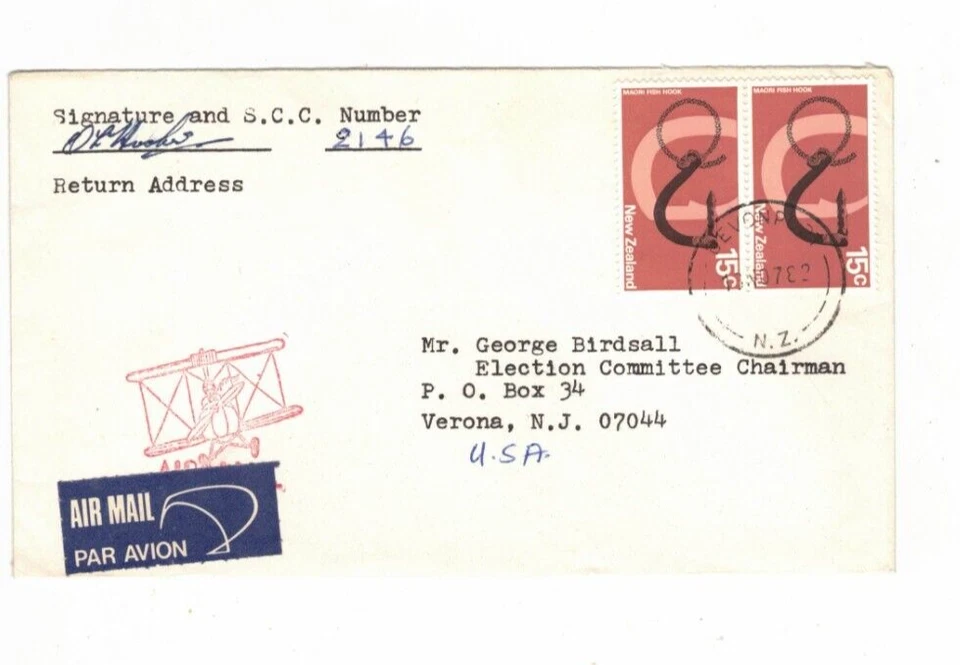 Signature and S.C.C. Number
2146
Return Address
MAORI FISH HOOK
New Zealand
15c
MAORI FISH HOOK
New Zealand
15c
DEVONP
N.Z.
Mr. George Birdsall
Election Committee Chairman
P. O. Box 34
Verona, N.J. 07044
U.S.A.
AIR MAIL
PAR AVION